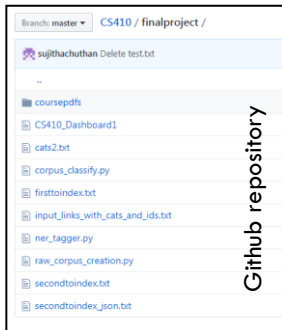 Branch: master CS410 / finalproject /
sujithachuthan Delete test.txt
..
coursepdfs
CS410_Dashboard1
cats2.txt
corpus_classify.py
firsttoindex.txt
input_links_with_cats_and_ids.txt
ner_tagger.py
raw_corpus_creation.py
secondtoindex.txt
secondtoindex_json.txt
Github repository